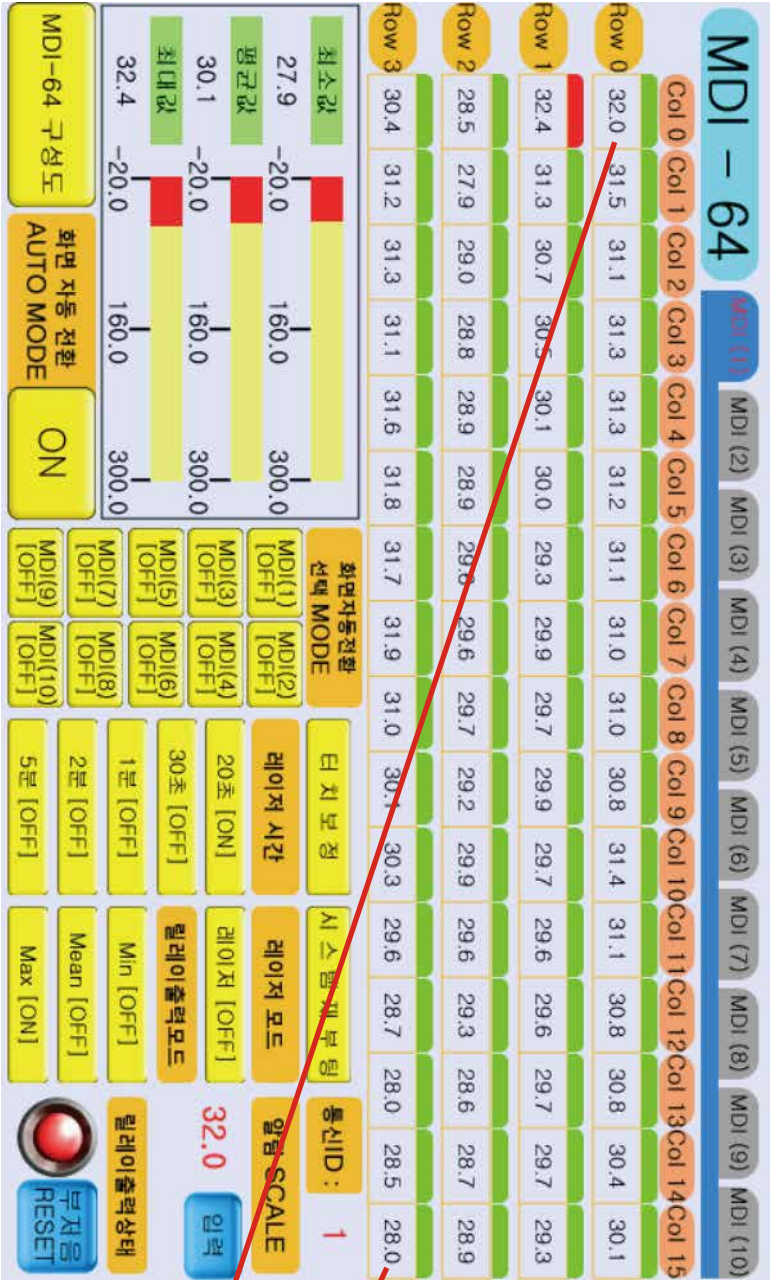 MDI - 64
MDI (1) MDI (2) MDI (3) MDI (4) MDI (5) MDI (6) MDI (7) MDI (8) MDI (9) MDI (10)
Col 0 Col 1 Col 2 Col 3 Col 4 Col 5 Col 6 Col 7 Col 8 Col 9 Col 10 Col 11 Col 12 Col 13 Col 14 Col 15
Row 0 32.0 31.5 31.1 31.3 31.3 31.2 31.1 31.0 31.0 30.8 31.4 31.1 30.8 30.8 30.4 30.1
Row 1 32.4 31.3 30.7 30.5 30.1 30.0 29.3 29.9 29.7 29.9 29.7 29.6 29.6 29.7 29.7 29.3
Row 2 28.5 27.9 29.0 28.8 28.9 28.9 29.6 29.7 29.2 29.9 29.6 29.3 28.6 28.7 28.9
Row 3 30.4 31.2 31.3 31.1 31.6 31.8 31.7 31.9 31.0 30.1 30.3 29.6 28.7 28.0 28.5 28.0
최소값
27.9
-20.0 160.0 300.0
평균값
30.1
-20.0 160.0 300.0
최대값
32.4
-20.0 160.0 300.0
MDI-64 구성도
화면 자동 전환
AUTO MODE
ON
화면자동전환
선택 MODE
MDI(1) [OFF] MDI(2) [OFF]
MDI(3) [OFF] MDI(4) [OFF]
MDI(5) [OFF] MDI(6) [OFF]
MDI(7) [OFF] MDI(8) [OFF]
MDI(9) [OFF] MDI(10) [OFF]
터치보정
레이저 시간
20초 [ON]
30초 [OFF]
1분 [OFF]
2분 [OFF]
5분 [OFF]
시스템재부팅
레이저 모드
레이저 [OFF]
릴레이출력모드
Min [OFF]
Mean [OFF]
Max [ON]
통신ID : 1
알람 SCALE
32.0 입력
릴레이출력상태
부저음
RESET